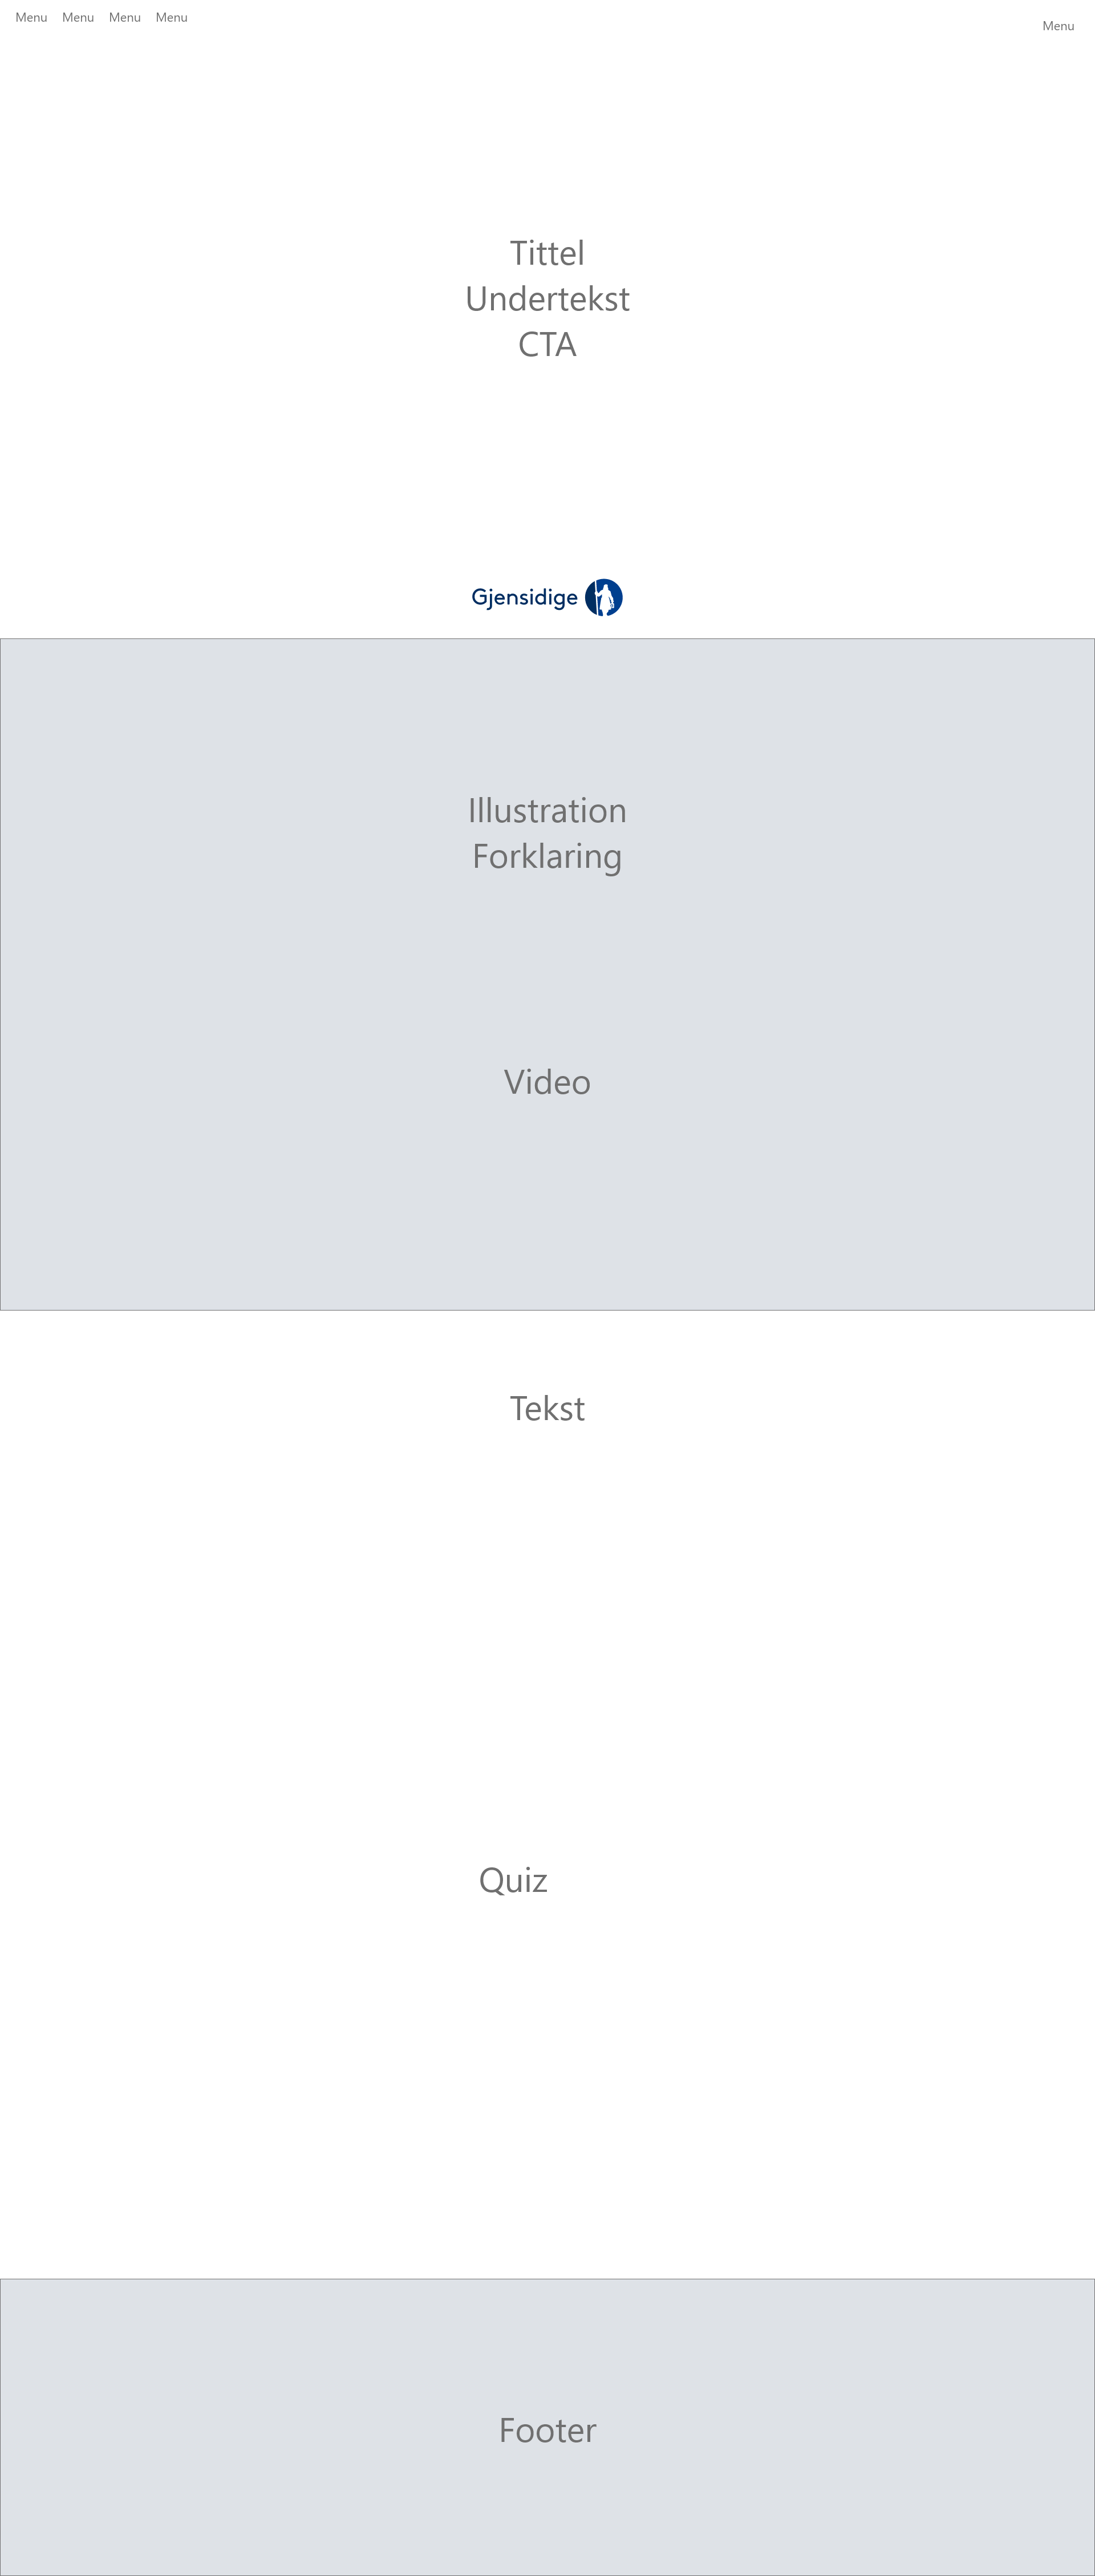 Menu Menu Menu Menu
Menu
Tittel
Undertekst
CTA
Gjensidige
Illustration
Forklaring
Video
Tekst
Quiz
Footer